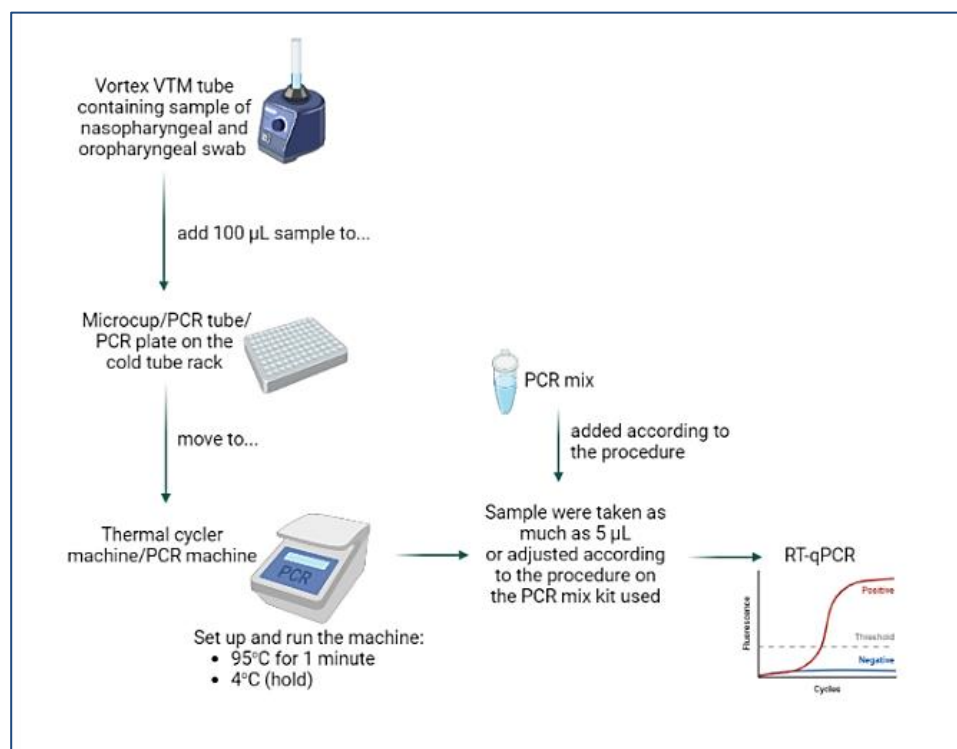 Vortex VTM tube
containing sample of
nasopharyngeal and
oropharyngeal swab
add 100 µL sample to...
Microcup/PCR tube/
PCR plate on the
cold tube rack
move to...
Thermal cycler
machine/PCR machine
PCR
Set up and run the machine:
• 95°C for 1 minute
• 4°C (hold)
PCR mix
added according to
the procedure
Sample were taken as
much as 5 µL
or adjusted according
to the procedure on
the PCR mix kit used
RT-qPCR
Fluorescence
Positive
Threshold
Negative
Cycles